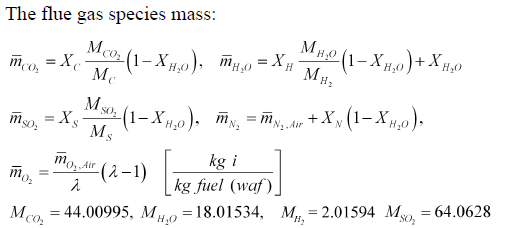 The flue gas species mass:
m̅_CO₂ = X_C (M_CO₂ / M_C) (1 − X_H₂O), m̅_H₂O = X_H (M_H₂O / M_H₂) (1 − X_H₂O) + X_H₂O
m̅_SO₂ = X_S (M_SO₂ / M_S) (1 − X_H₂O), m̅_N₂ = m̅_N₂,Air + X_N (1 − X_H₂O),
m̅_O₂ = (m̅_O₂,Air / λ) (λ − 1) [kg i / kg fuel (waf)]
M_CO₂ = 44.00995, M_H₂O = 18.01534, M_H₂ = 2.01594 M_SO₂ = 64.0628